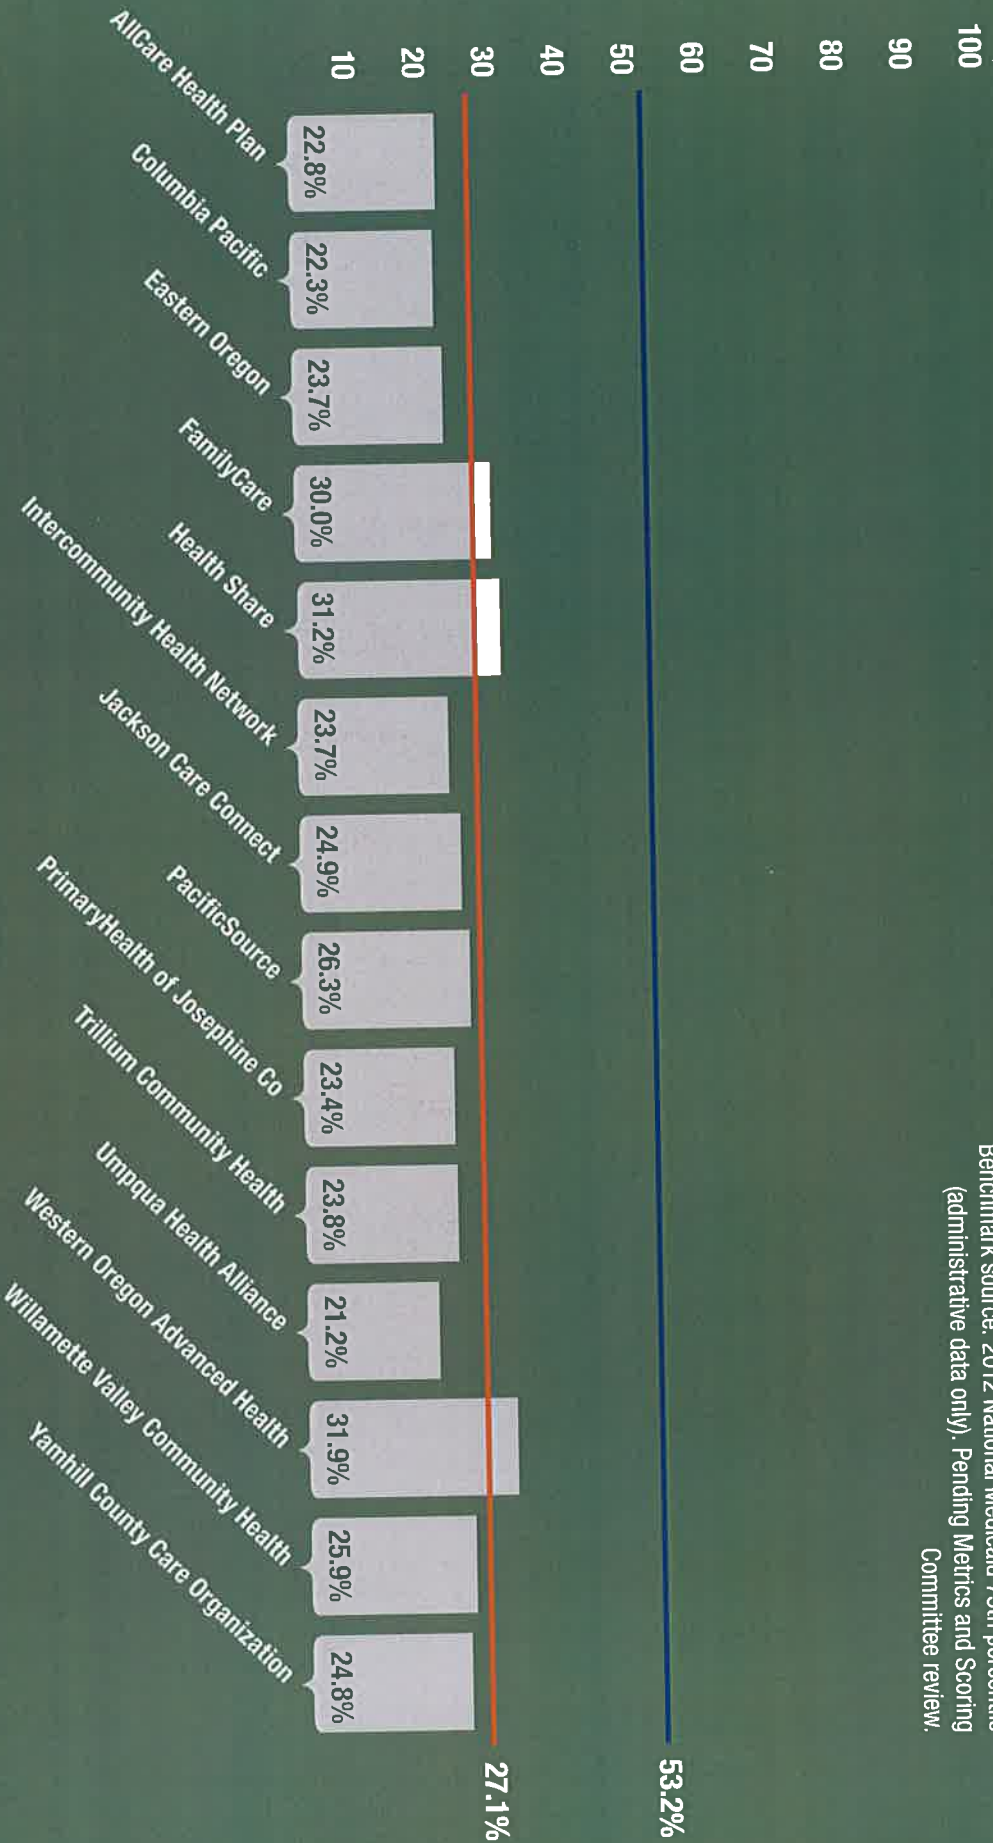 Benchmark source: 2012 National Medicaid 75th percentile
(administrative data only). Pending Metrics and Scoring
Committee review.
100
90
80
70
60
50
40
30
20
10
53.2%
27.1%
22.8%
22.3%
23.7%
30.0%
31.2%
23.7%
24.9%
26.3%
23.4%
23.8%
21.2%
31.9%
25.9%
24.8%
AllCare Health Plan
Columbia Pacific
Eastern Oregon
FamilyCare
Health Share
Intercommunity Health Network
Jackson Care Connect
PacificSource
PrimaryHealth of Josephine Co
Trillium Community Health
Umpqua Health Alliance
Western Oregon Advanced Health
Willamette Valley Community Health
Yamhill County Care Organization